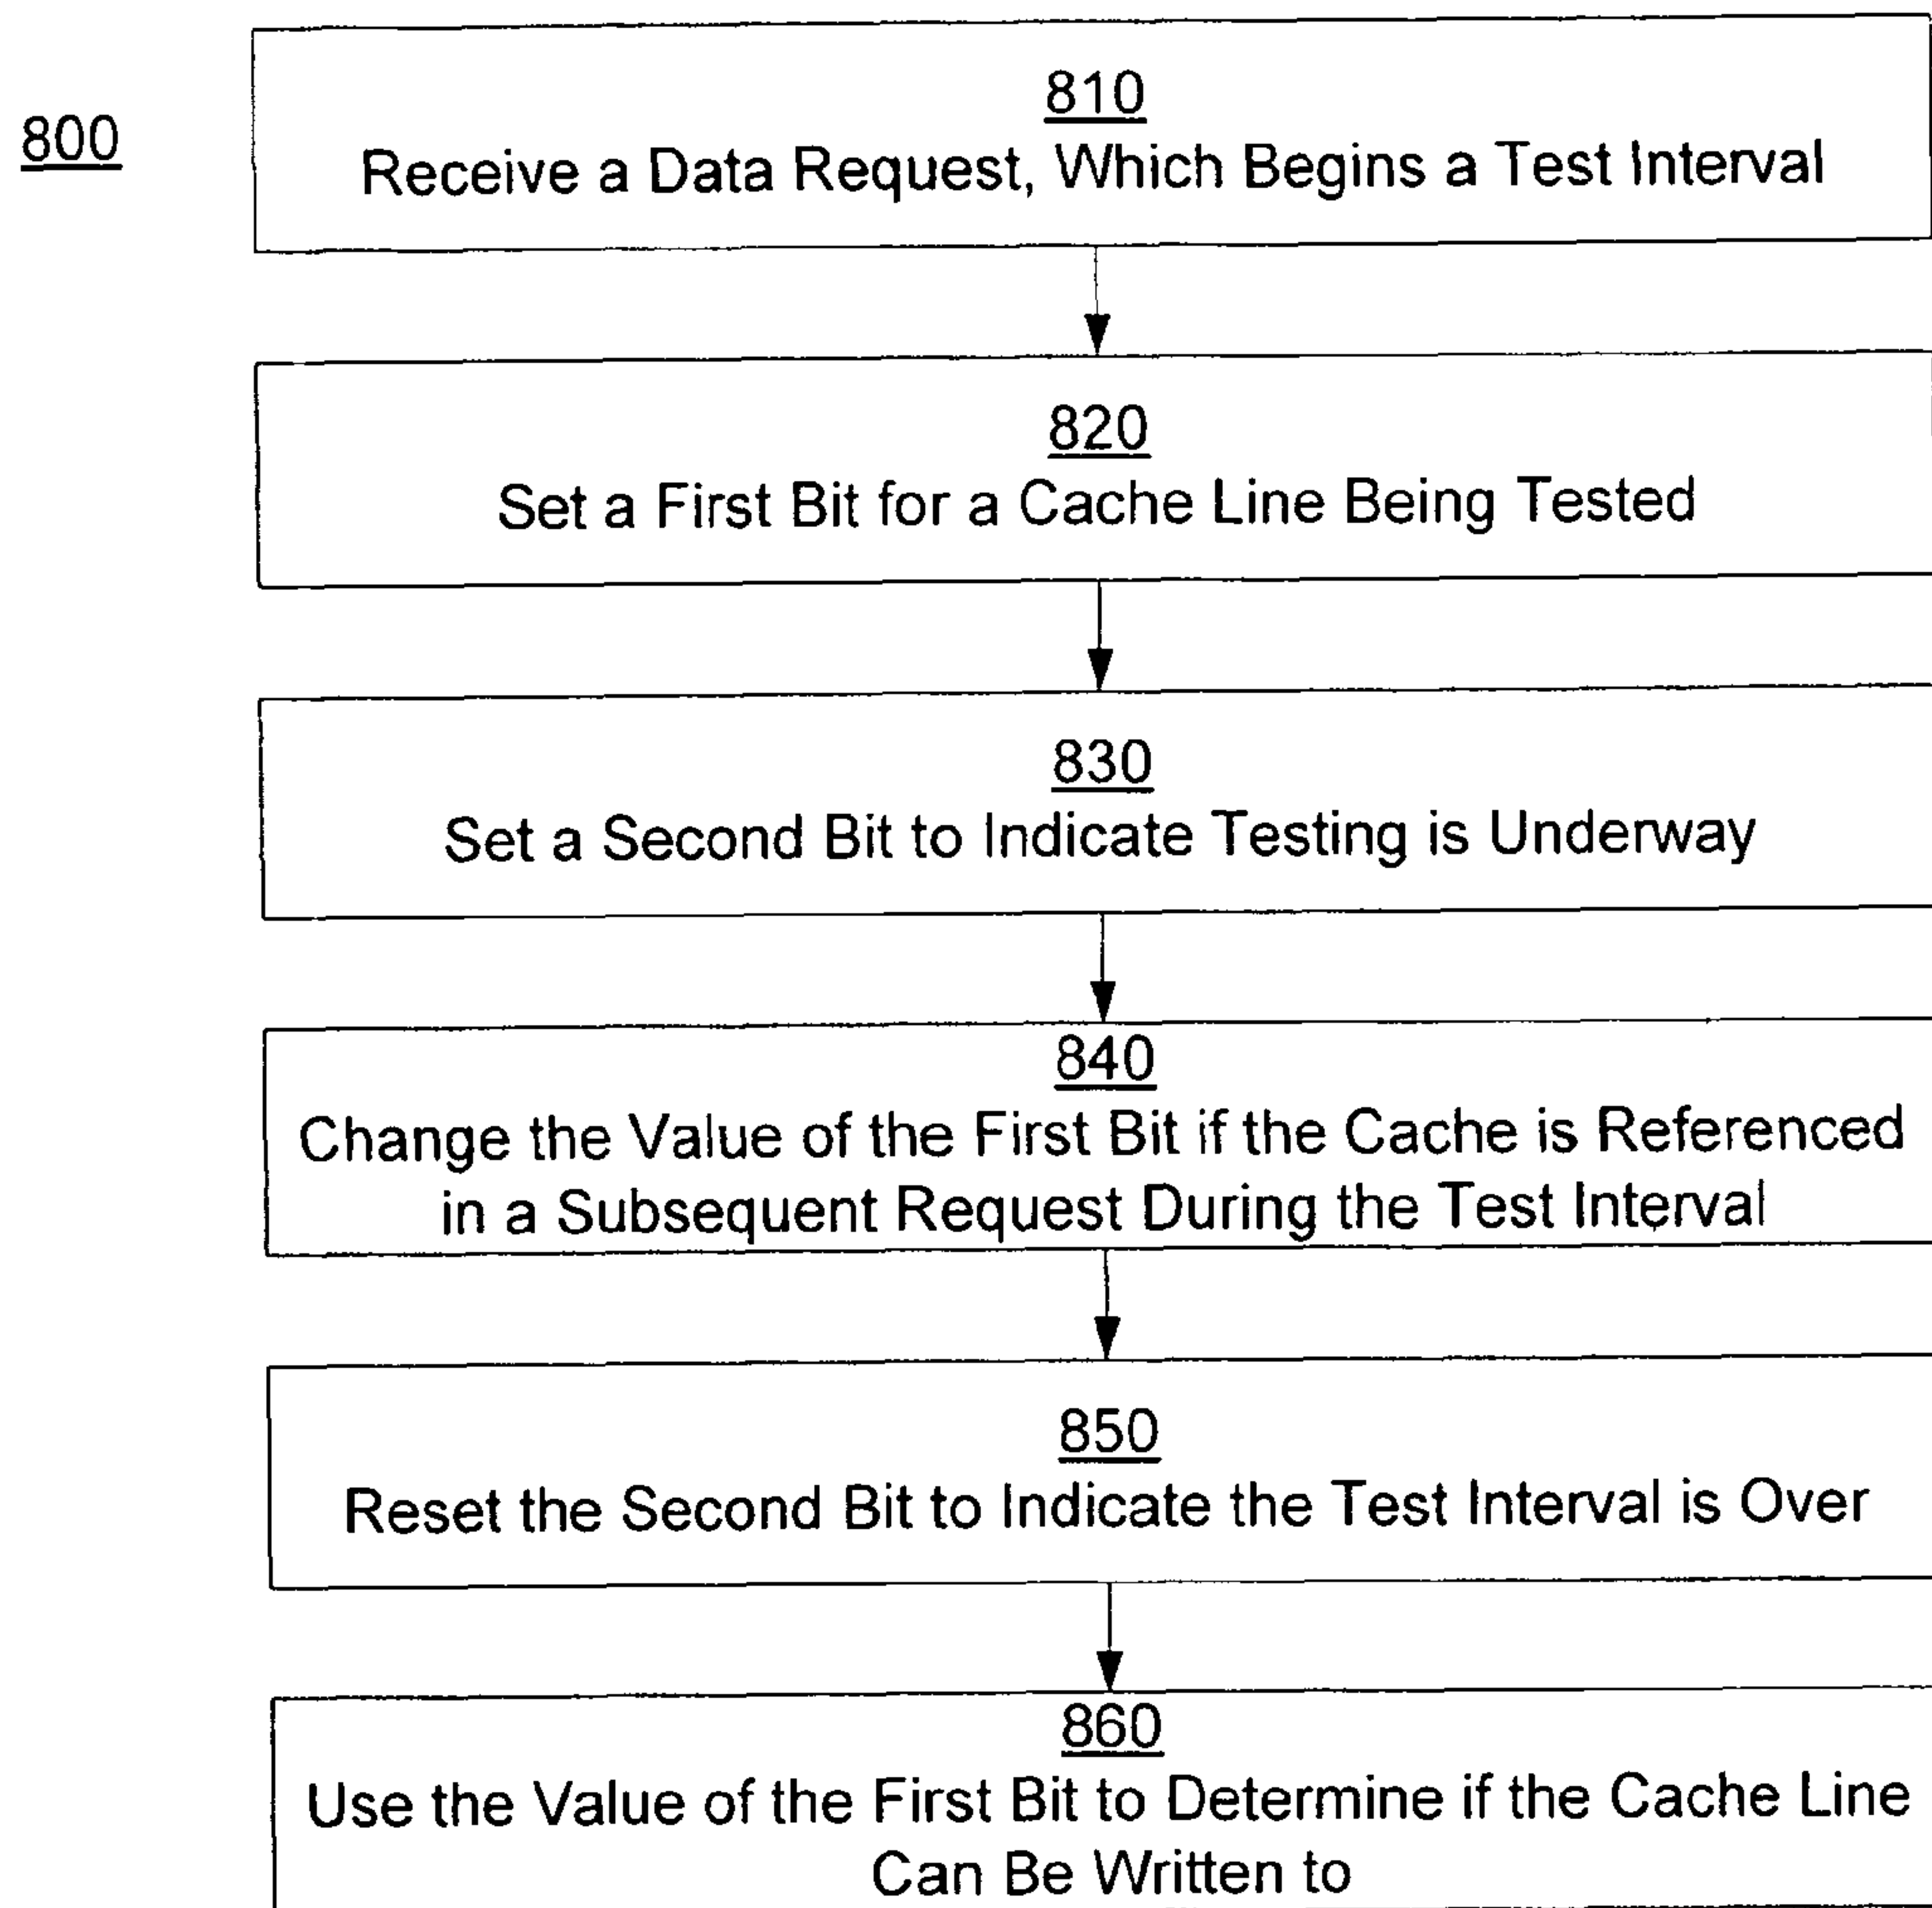 800
810
Receive a Data Request, Which Begins a Test Interval
820
Set a First Bit for a Cache Line Being Tested
830
Set a Second Bit to Indicate Testing is Underway
840
Change the Value of the First Bit if the Cache is Referenced
in a Subsequent Request During the Test Interval
850
Reset the Second Bit to Indicate the Test Interval is Over
860
Use the Value of the First Bit to Determine if the Cache Line
Can Be Written to